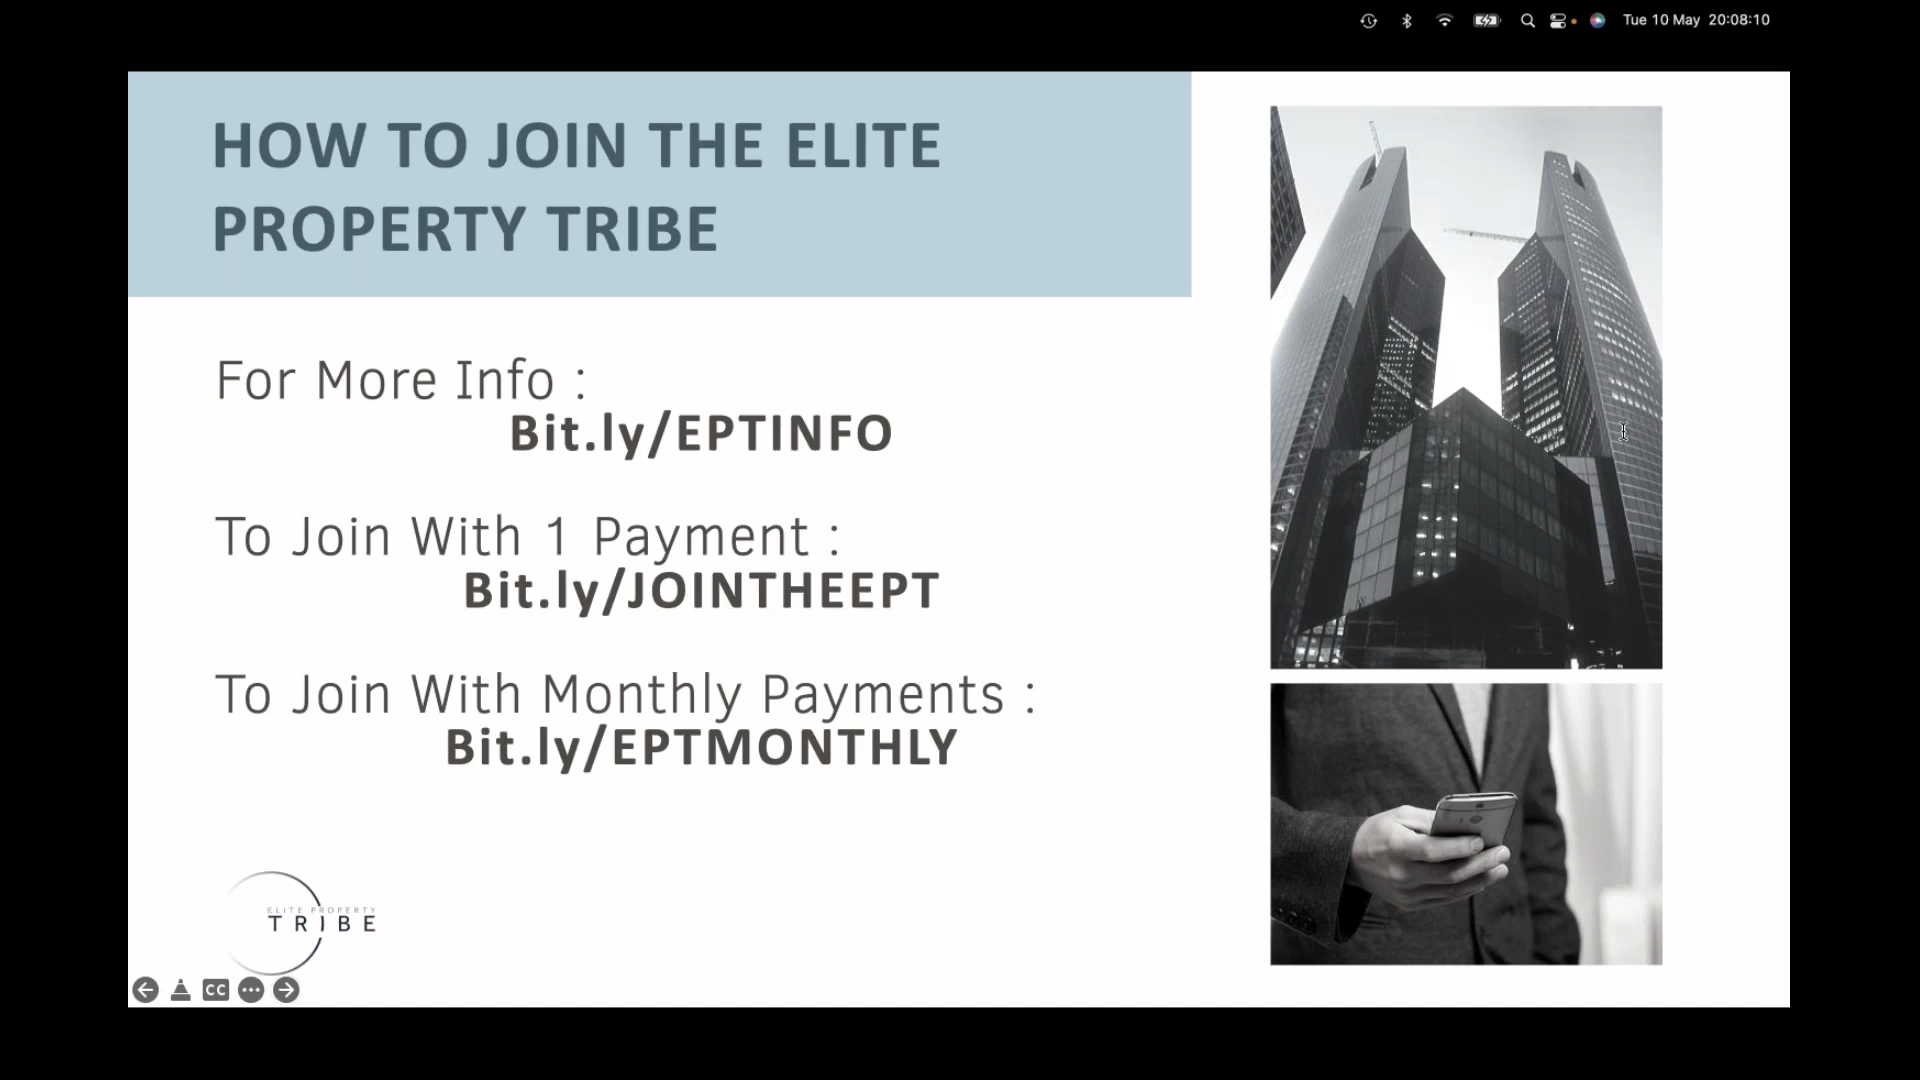 Tue 10 May 20:08:10
HOW TO JOIN THE ELITE
PROPERTY TRIBE
For More Info :
Bit.ly/EPTINFO
To Join With 1 Payment :
Bit.ly/JOINTHEEPT
To Join With Monthly Payments :
Bit.ly/EPTMONTHLY
ELITE PROPERTY
TRIBE
CC